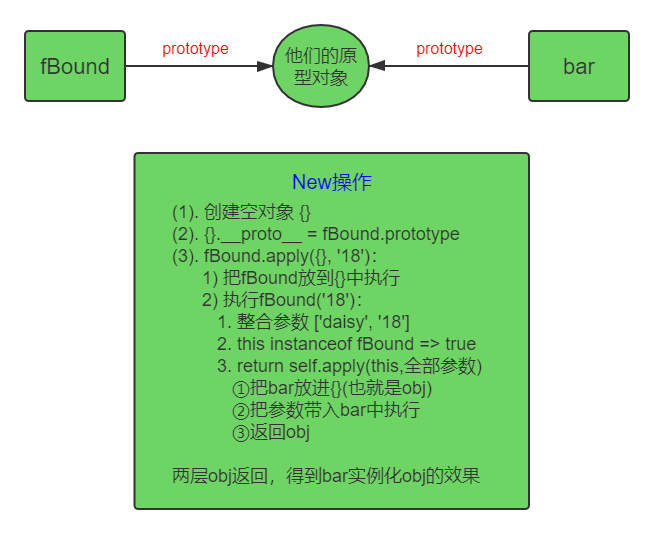 fBound
prototype
他们的原
型对象
prototype
bar
New操作
(1). 创建空对象 {}
(2). {}.__proto__ = fBound.prototype
(3). fBound.apply({}, '18')：
1) 把fBound放到{}中执行
2) 执行fBound('18')：
1. 整合参数 ['daisy', '18']
2. this instanceof fBound => true
3. return self.apply(this,全部参数)
①把bar放进{}(也就是obj)
②把参数带入bar中执行
③返回obj
两层obj返回，得到bar实例化obj的效果